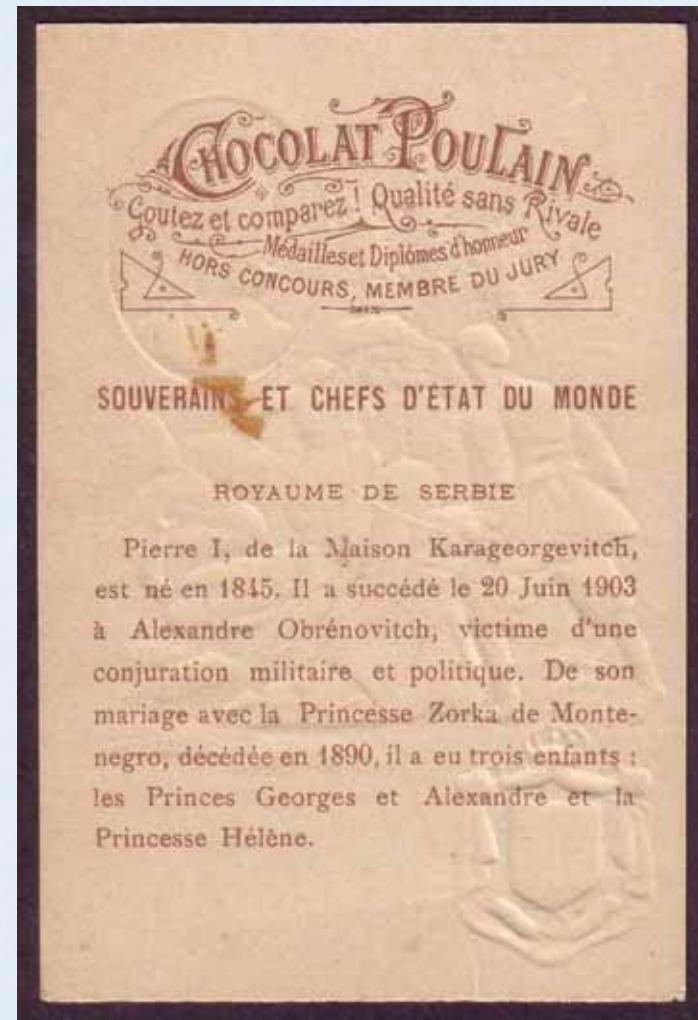 CHOCOLAT POULAIN
Goutez et comparez ! Qualité sans Rivale
Médailles et Diplômes d'honneur
HORS CONCOURS, MEMBRE DU JURY
SOUVERAINS ET CHEFS D'ÉTAT DU MONDE
ROYAUME DE SERBIE
Pierre I, de la Maison Karageorgevitch,
est né en 1845. Il a succédé le 20 Juin 1903
à Alexandre Obrénovitch, victime d'une
conjuration militaire et politique. De son
mariage avec la Princesse Zorka de Monte-
negro, décédée en 1890, il a eu trois enfants :
les Princes Georges et Alexandre et la
Princesse Hélène.